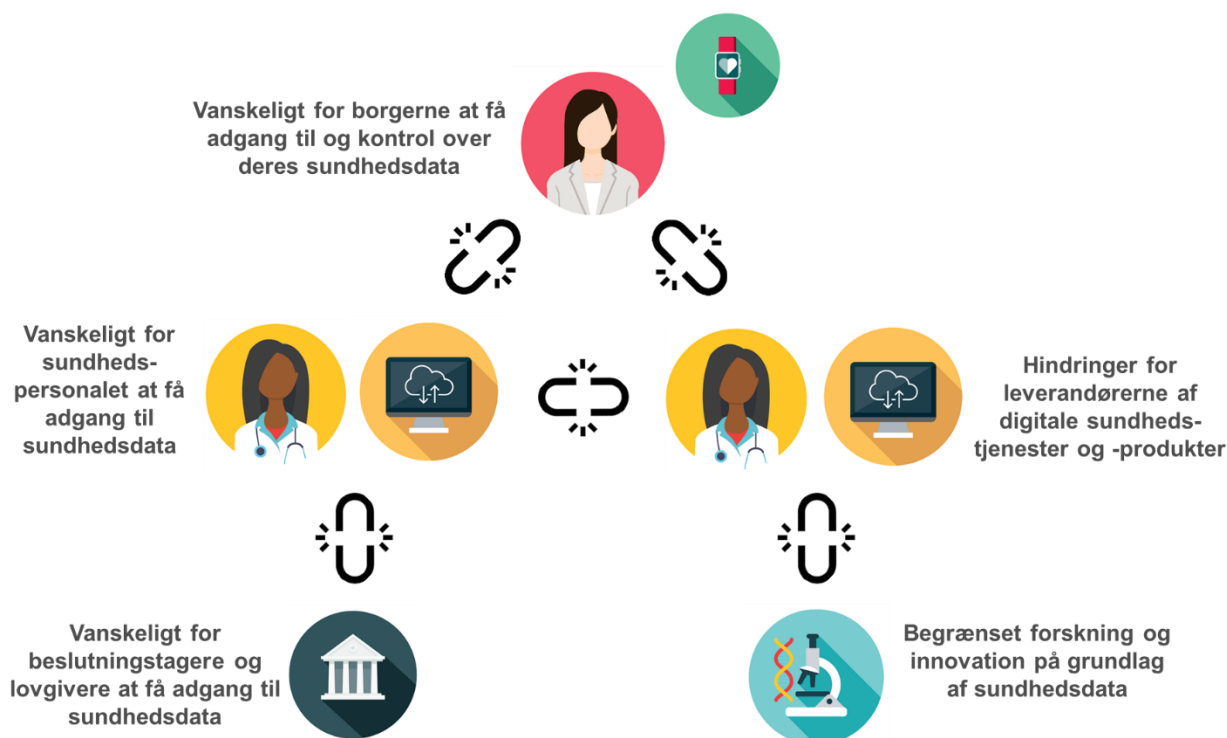 Vanskeligt for borgerne at få
adgang til og kontrol over
deres sundhedsdata
Vanskeligt for
sundheds-
personalet at få
adgang til
sundhedsdata
Hindringer for
leverandørerne af
digitale sundheds-
tjenester og -produkter
Vanskeligt for
beslutningstagere og
lovgivere at få adgang til
sundhedsdata
Begrænset forskning og
innovation på grundlag
af sundhedsdata